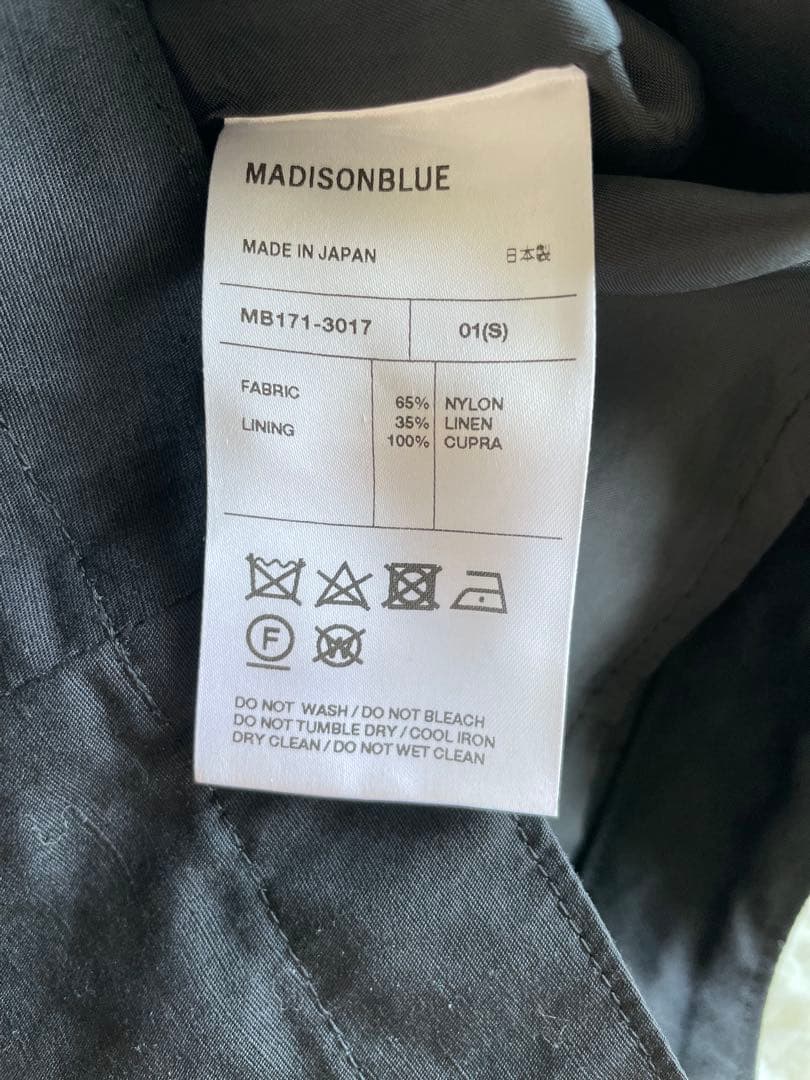 MADISONBLUE
MADE IN JAPAN 日本製
MB171-3017 01(S)
FABRIC 65% NYLON
35% LINEN
LINING 100% CUPRA
F
W
DO NOT WASH / DO NOT BLEACH
DO NOT TUMBLE DRY / COOL IRON
DRY CLEAN / DO NOT WET CLEAN